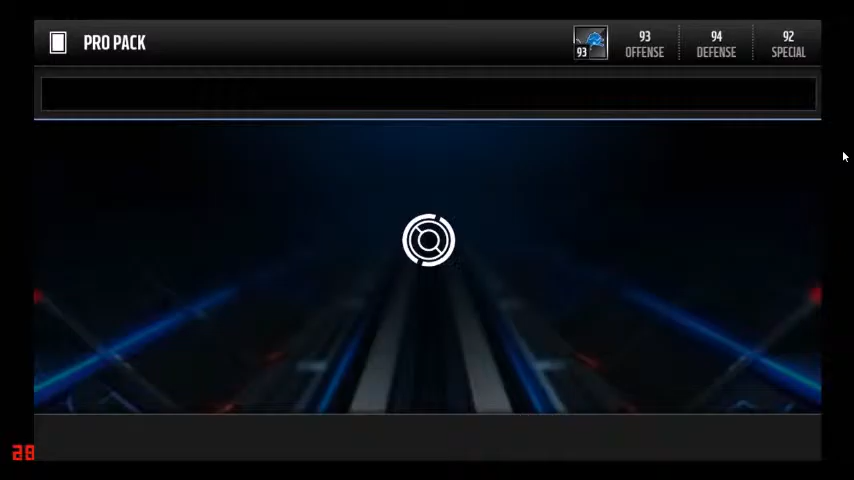 PRO PACK
93
93 94 92
OFFENSE DEFENSE SPECIAL
28